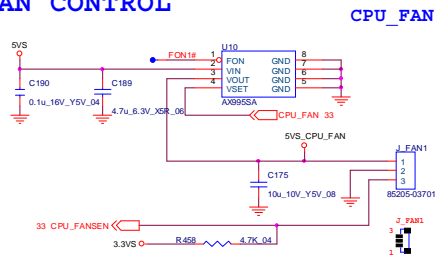 AN CONTROL
CPU_FAN
5VS
FON1#
U10
1 FON GND 8
2 VIN GND 7
3 VOUT GND 6
4 VSET GND 5
AX995SA
C190
0.1u_16V_Y5V_04
C189
4.7u_6.3V_X5R_06
CPU_FAN 33
5VS_CPU_FAN
J_FAN1
1
2
3
85205-03701
C175
10u_10V_Y5V_08
33 CPU_FANSEN
3.3VS
R458
4.7K_04
J_FAN1
3
1